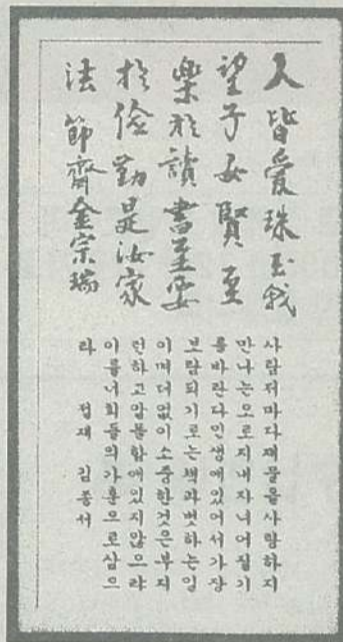 人皆愛珠玉我
望子女賢至
樂於讀書至要
於儉勤是汝家
法 節齋金宗瑞
사람저마다재물을사랑하지
만나는오로지내자녀어질기
를바란다인생에있어서가장
보람되기로는책과벗하는일
이며더없이소중한것은부지
런하고알뜰함에있지않으랴
이를너희들의가훈으로삼으
라 절재 김종서